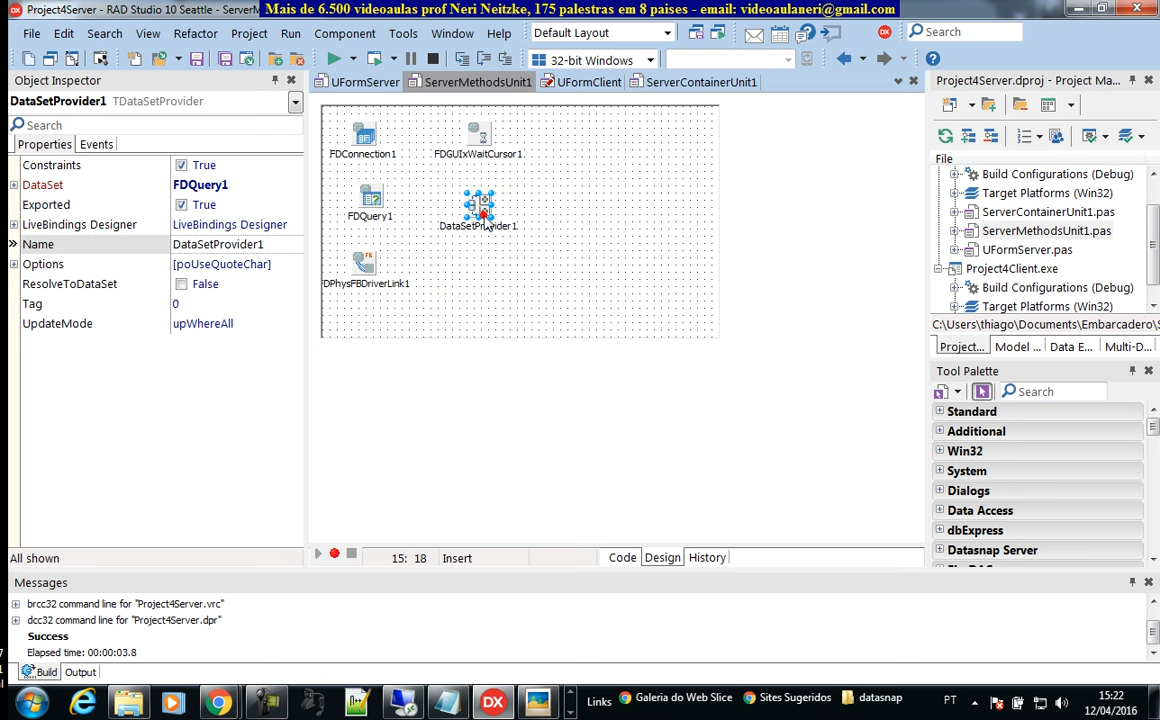 Project4Server - RAD Studio 10 Seattle - ServerM
Mais de 6.500 videoaulas prof Neri Neitzke, 175 palestras em 8 paises - email: videoaulaneri@gmail.com
File Edit Search View Refactor Project Run Component Tools Window Help
Default Layout
Search
32-bit Windows
Object Inspector
DataSetProvider1 TDataSetProvider
Search
Properties Events
Constraints True
DataSet FDQuery1
Exported True
LiveBindings Designer LiveBindings Designer
Name DataSetProvider1
Options [poUseQuoteChar]
ResolveToDataSet False
Tag 0
UpdateMode upWhereAll
All shown
UFormServer ServerMethodsUnit1 UFormClient ServerContainerUnit1
FDConnection1
FDGUIxWaitCursor1
FDQuery1
DataSetProvider1
FB
DPhysFBDriverLink1
15: 18 Insert
Code Design History
Project4Server.dproj - Project Ma...
File
Build Configurations (Debug)
Target Platforms (Win32)
ServerContainerUnit1.pas
ServerMethodsUnit1.pas
UFormServer.pas
Project4Client.exe
Build Configurations (Debug)
Target Platforms (Win32)
C:\Users\thiago\Documents\Embarcadero\S
Project... Model ... Data E... Multi-D...
Tool Palette
Search
Standard
Additional
Win32
System
Dialogs
Data Access
dbExpress
Datasnap Server
Messages
brcc32 command line for "Project4Server.vrc"
dcc32 command line for "Project4Server.dpr"
Success
Elapsed time: 00:00:03.8
Build Output
Links Galeria do Web Slice Sites Sugeridos datasnap PT
15:22
12/04/2016